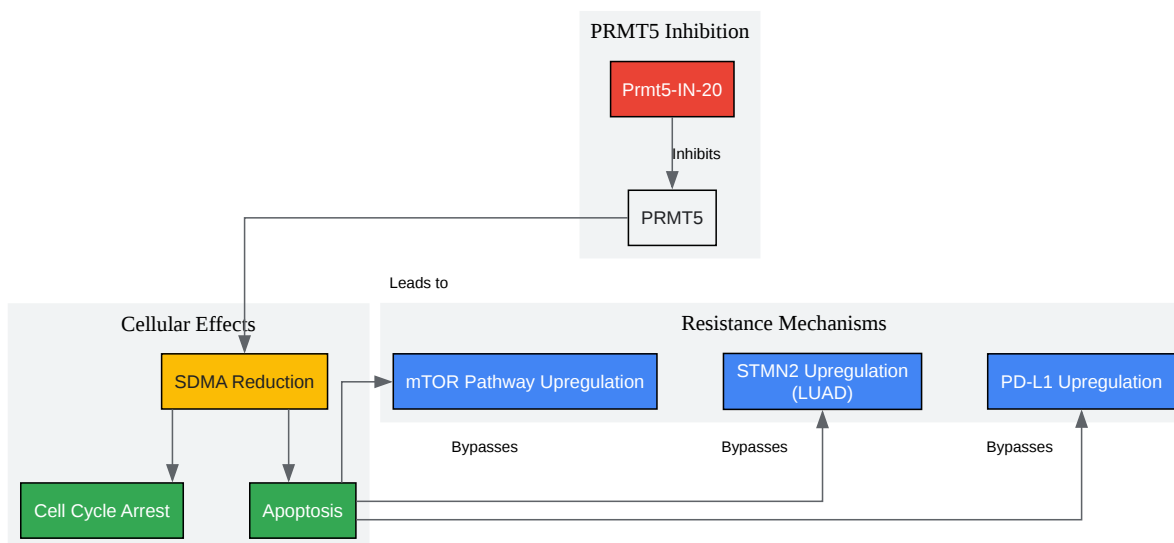 PRMT5 Inhibition
Prmt5-IN-20
Inhibits
PRMT5
Leads to
Cellular Effects
SDMA Reduction
Cell Cycle Arrest
Apoptosis
Resistance Mechanisms
mTOR Pathway Upregulation
STMN2 Upregulation
(LUAD)
PD-L1 Upregulation
Bypasses
Bypasses
Bypasses